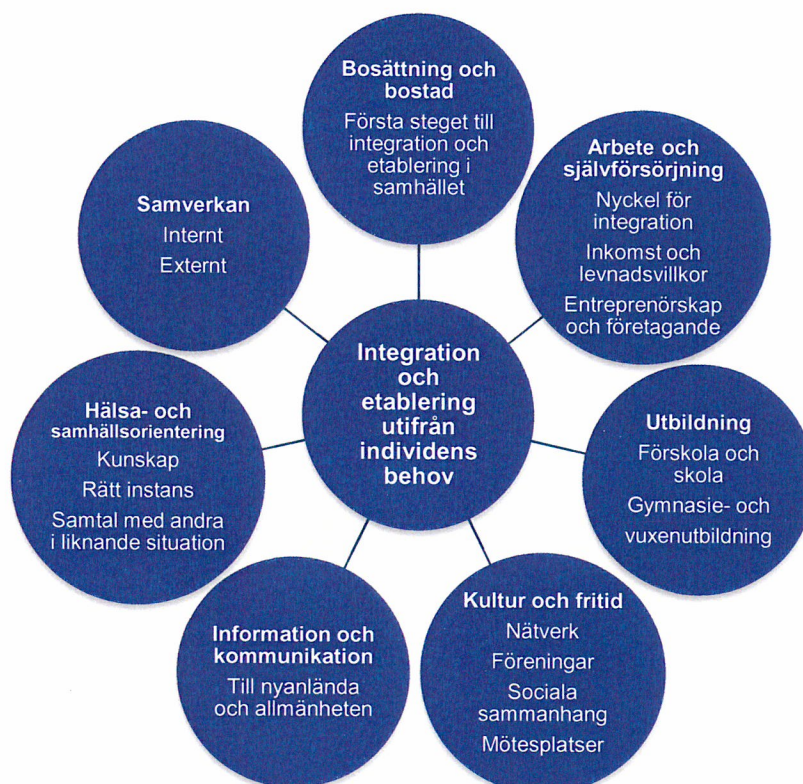 Bosättning och
bostad
Första steget till
integration och
etablering i
samhället
Arbete och
självförsörjning
Nyckel för
integration
Inkomst och
levnadsvillkor
Entreprenörskap
och företagande
Utbildning
Förskola och
skola
Gymnasie- och
vuxenutbildning
Kultur och fritid
Nätverk
Föreningar
Sociala
sammanhang
Mötesplatser
Information och
kommunikation
Till nyanlända
och allmänheten
Hälsa- och
samhällsorientering
Kunskap
Rätt instans
Samtal med andra
i liknande situation
Samverkan
Internt
Externt
Integration
och
etablering
utifrån
individens
behov